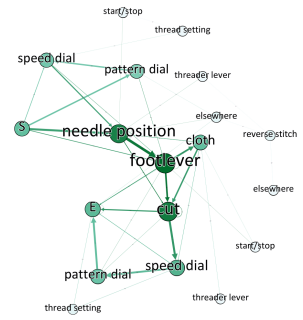 start/stop
thread setting
speed dial
pattern dial
threader lever
elsewhere
S
needle position
cloth
reverse stitch
footlever
elsewhere
E
cut
start/stop
speed dial
pattern dial
threader lever
thread setting